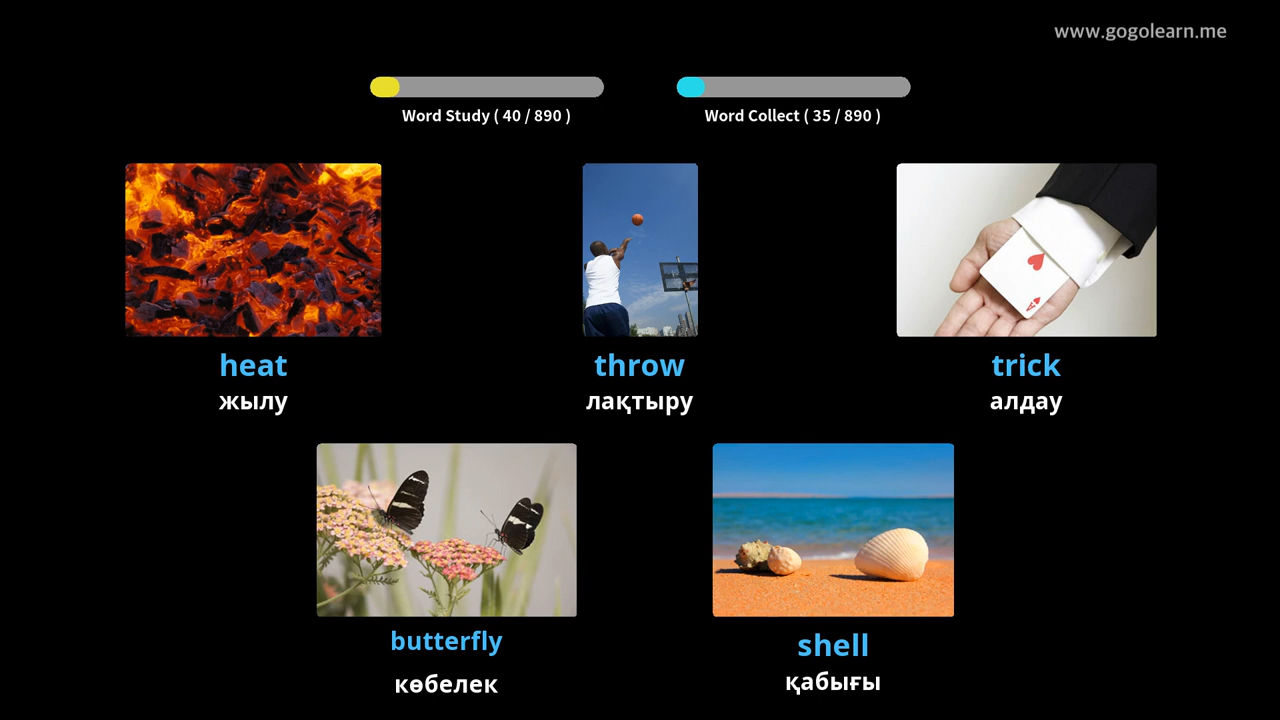 www.gogolearn.me
Word Study ( 40 / 890 )
Word Collect ( 35 / 890 )
heat
жылу
throw
лақтыру
trick
алдау
butterfly
көбелек
shell
қабығы